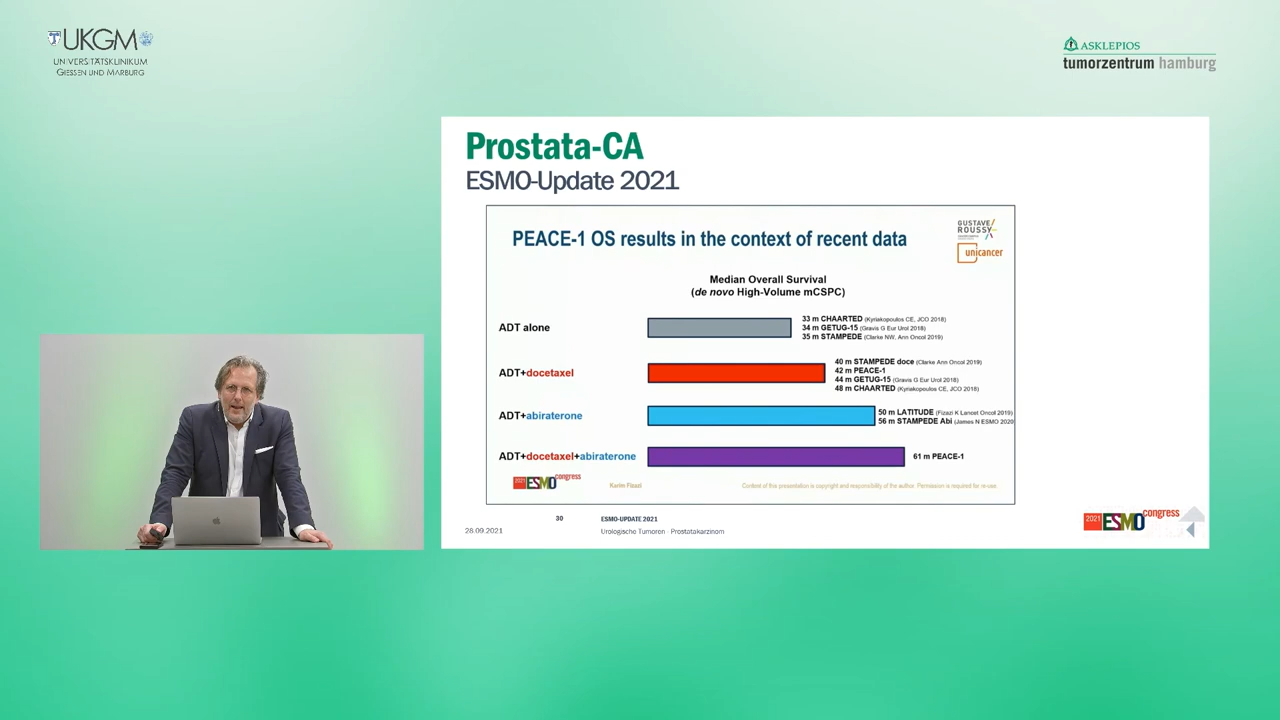 UKGM
UNIVERSITÄTSKLINIKUM
GIESSEN UND MARBURG
ASKLEPIOS
tumorzentrum hamburg
Prostata-CA
ESMO-Update 2021
PEACE-1 OS results in the context of recent data
GUSTAVE
ROUSSY
unicancer
Median Overall Survival
(de novo High-Volume mCSPC)
ADT alone
33 m CHAARTED (Kyriakopoulos CE, JCO 2018)
34 m GETUG-15 (Gravis G Eur Urol 2018)
35 m STAMPEDE (Clarke NW, Ann Oncol 2019)
ADT+docetaxel
40 m STAMPEDE doce (Clarke Ann Oncol 2019)
42 m PEACE-1
44 m GETUG-15 (Gravis G Eur Urol 2018)
48 m CHAARTED (Kyriakopoulos CE, JCO 2018)
ADT+abiraterone
50 m LATITUDE (Fizazi K Lancet Oncol 2019)
56 m STAMPEDE Abi (James N ESMO 2020
ADT+docetaxel+abiraterone
61 m PEACE-1
2021 ESMO congress
Karim Fizazi
Content of this presentation is copyright and responsibility of the author. Permission is required for re-use.
28.09.2021
30
ESMO-UPDATE 2021
Urologische Tumoren - Prostatakarzinom
2021 ESMO congress